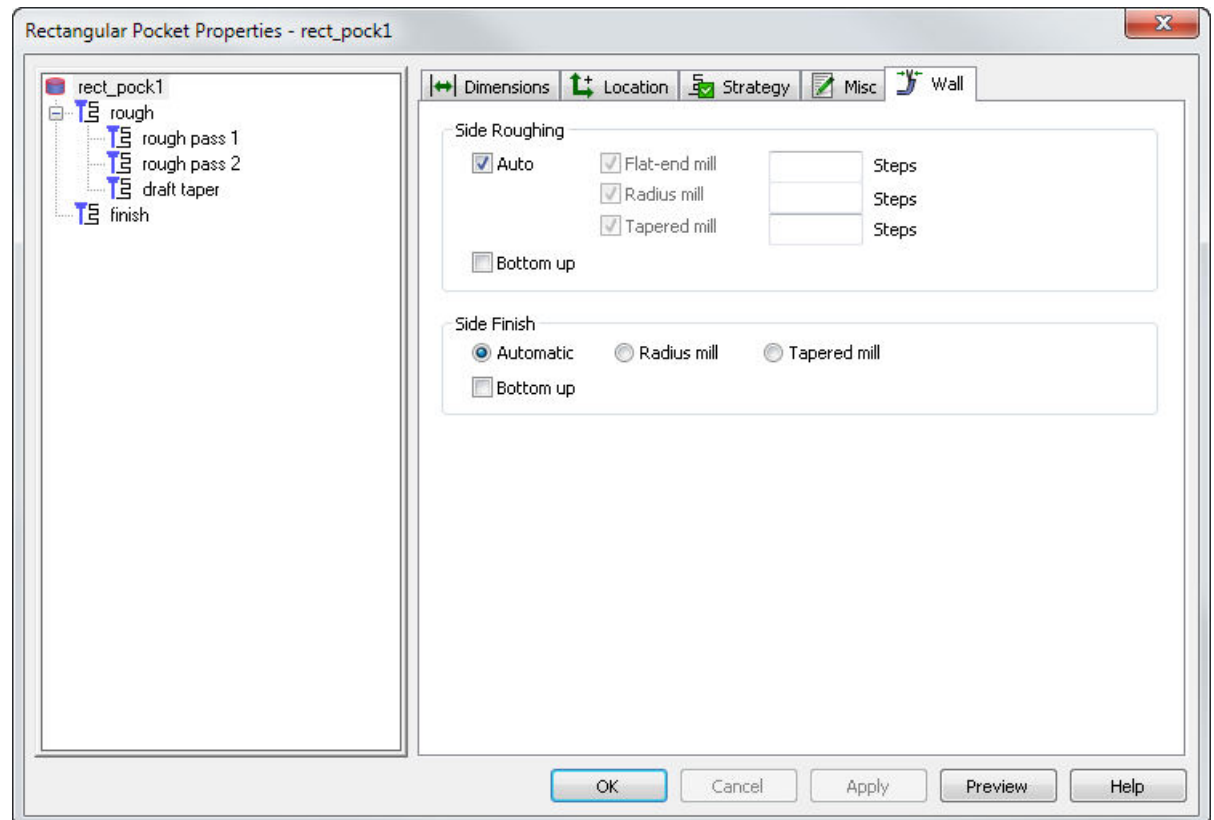 Rectangular Pocket Properties - rect_pock1
rect_pock1
rough
rough pass 1
rough pass 2
draft taper
finish
Dimensions Location Strategy Misc Wall
Side Roughing
Auto Flat-end mill Steps
Radius mill Steps
Tapered mill Steps
Bottom up
Side Finish
Automatic Radius mill Tapered mill
Bottom up
OK Cancel Apply Preview Help